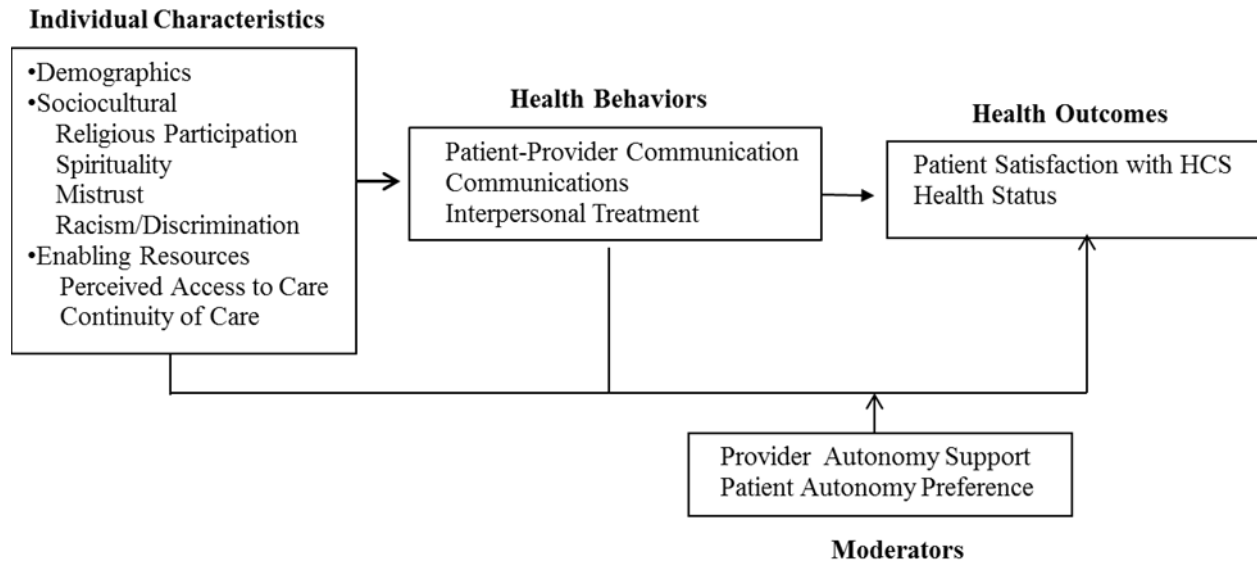 Individual Characteristics
•Demographics
•Sociocultural
Religious Participation
Spirituality
Mistrust
Racism/Discrimination
•Enabling Resources
Perceived Access to Care
Continuity of Care
Health Behaviors
Patient-Provider Communication
Communications
Interpersonal Treatment
Health Outcomes
Patient Satisfaction with HCS
Health Status
Provider Autonomy Support
Patient Autonomy Preference
Moderators